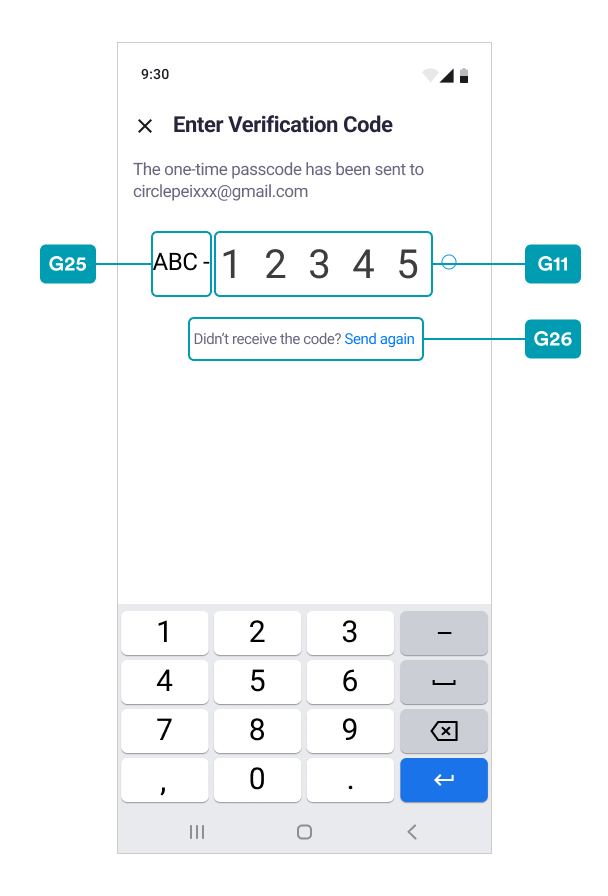 9:30
Enter Verification Code
The one-time passcode has been sent to
circlepeixxx@gmail.com
G25
ABC - 1 2 3 4 5
G11
Didn't receive the code? Send again
G26
1 2 3 –
4 5 6
7 8 9
, 0 .